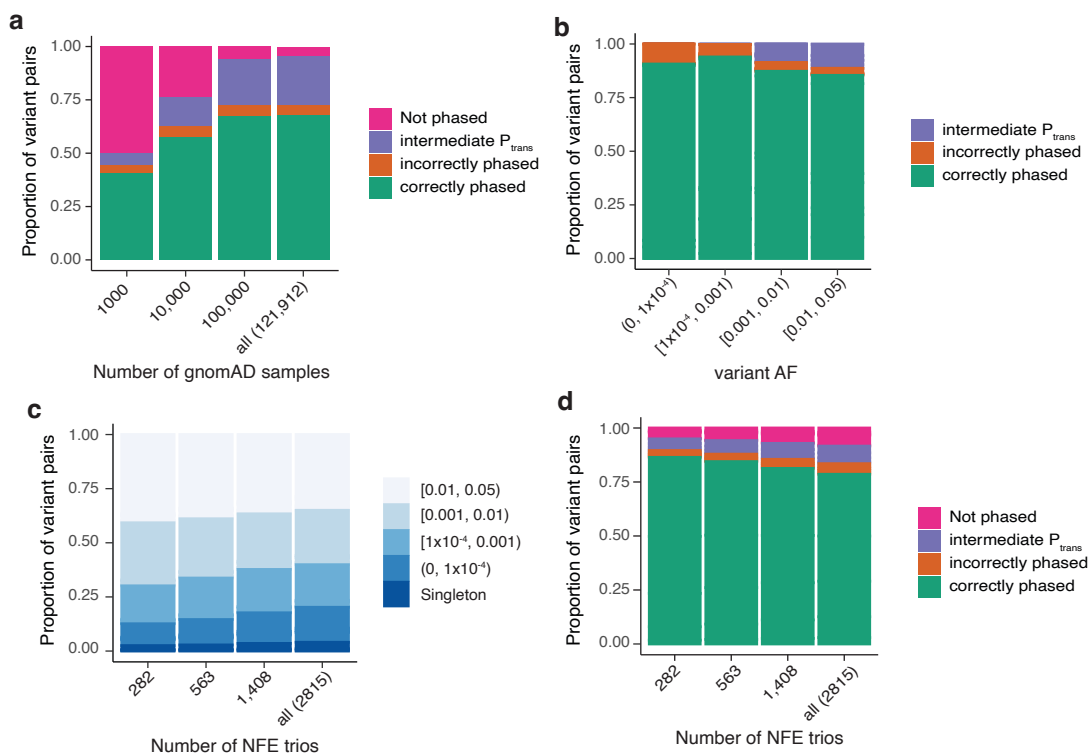 a
Proportion of variant pairs
1.00
0.75
0.50
0.25
0.00
1000
10,000
100,000
all (121,912)
Number of gnomAD samples
Not phased
intermediate Ptrans
incorrectly phased
correctly phased
b
Proportion of variant pairs
1.00
0.75
0.50
0.25
0.00
(0, 1x10⁻⁴)
[1x10⁻⁴, 0.001)
[0.001, 0.01)
[0.01, 0.05)
variant AF
intermediate Ptrans
incorrectly phased
correctly phased
c
Proportion of variant pairs
1.00
0.75
0.50
0.25
0.00
282
563
1,408
all (2815)
Number of NFE trios
[0.01, 0.05)
[0.001, 0.01)
[1x10⁻⁴, 0.001)
(0, 1x10⁻⁴)
Singleton
d
Proportion of variant pairs
1.00
0.75
0.50
0.25
0.00
282
563
1,408
all (2815)
Number of NFE trios
Not phased
intermediate Ptrans
incorrectly phased
correctly phased